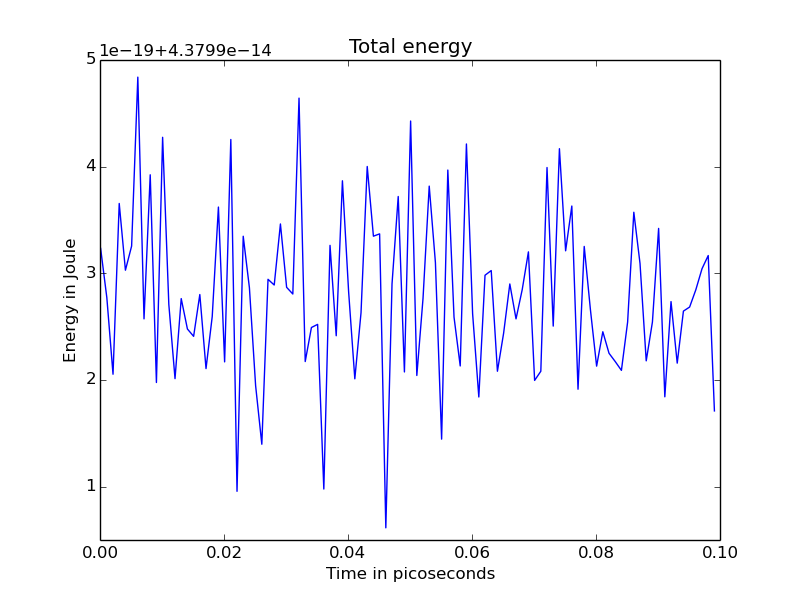 Total energy
1e−19+4.3799e−14
5
4
3
2
1
Energy in Joule
0.00 0.02 0.04 0.06 0.08 0.10
Time in picoseconds